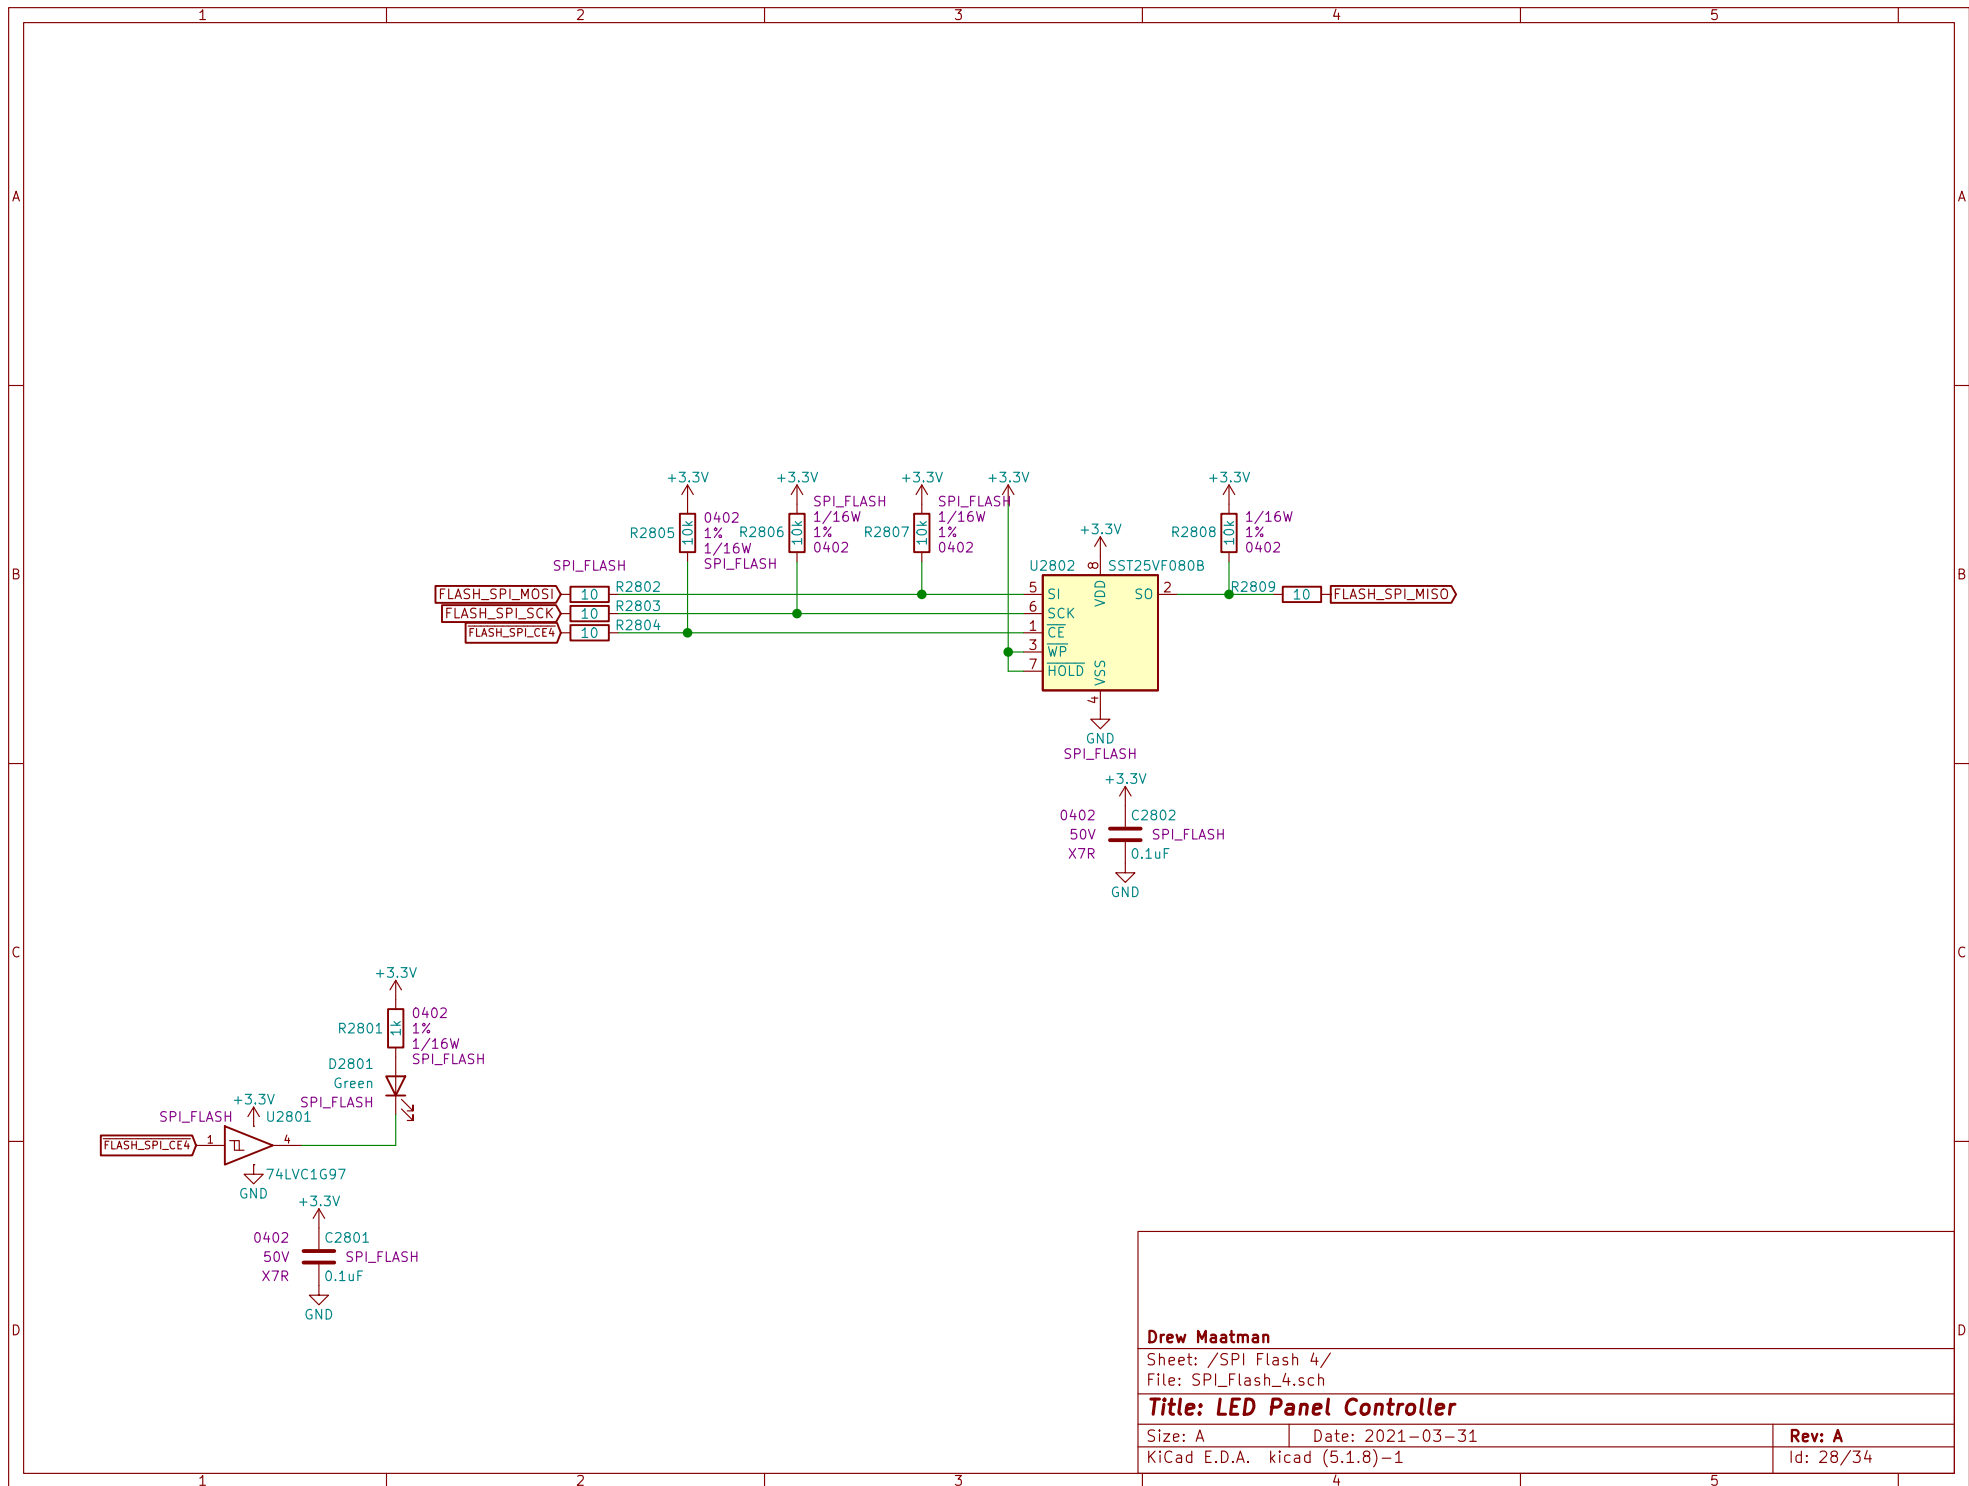 1 2 3 4 5
A A
+3.3V +3.3V +3.3V +3.3V +3.3V
SPI_FLASH SPI_FLASH
R2805 10k 0402 1% 1/16W SPI_FLASH
R2806 10k 1/16W 1% 0402
R2807 10k 1/16W 1% 0402
R2808 10k 1/16W 1% 0402
+3.3V
SPI_FLASH
U2802 8 SST25VF080B
B B
FLASH_SPI_MOSI 10 R2802 5 SI VDD SO 2 R2809 10 FLASH_SPI_MISO
FLASH_SPI_SCK 10 R2803 6 SCK
FLASH_SPI_CE4 10 R2804 1 CE
3 WP
7 HOLD VSS
4
GND
SPI_FLASH
+3.3V
0402 C2802
50V SPI_FLASH
X7R 0.1uF
GND
C C
+3.3V
0402
R2801 1k 1%
1/16W
SPI_FLASH
D2801
Green
SPI_FLASH
+3.3V
SPI_FLASH U2801
FLASH_SPI_CE4 1 4
74LVC1G97
GND
+3.3V
0402 C2801
50V SPI_FLASH
X7R 0.1uF
GND
D D
Drew Maatman
Sheet: /SPI Flash 4/
File: SPI_Flash_4.sch
Title: LED Panel Controller
Size: A Date: 2021-03-31 Rev: A
KiCad E.D.A. kicad (5.1.8)-1 Id: 28/34
1 2 3 4 5